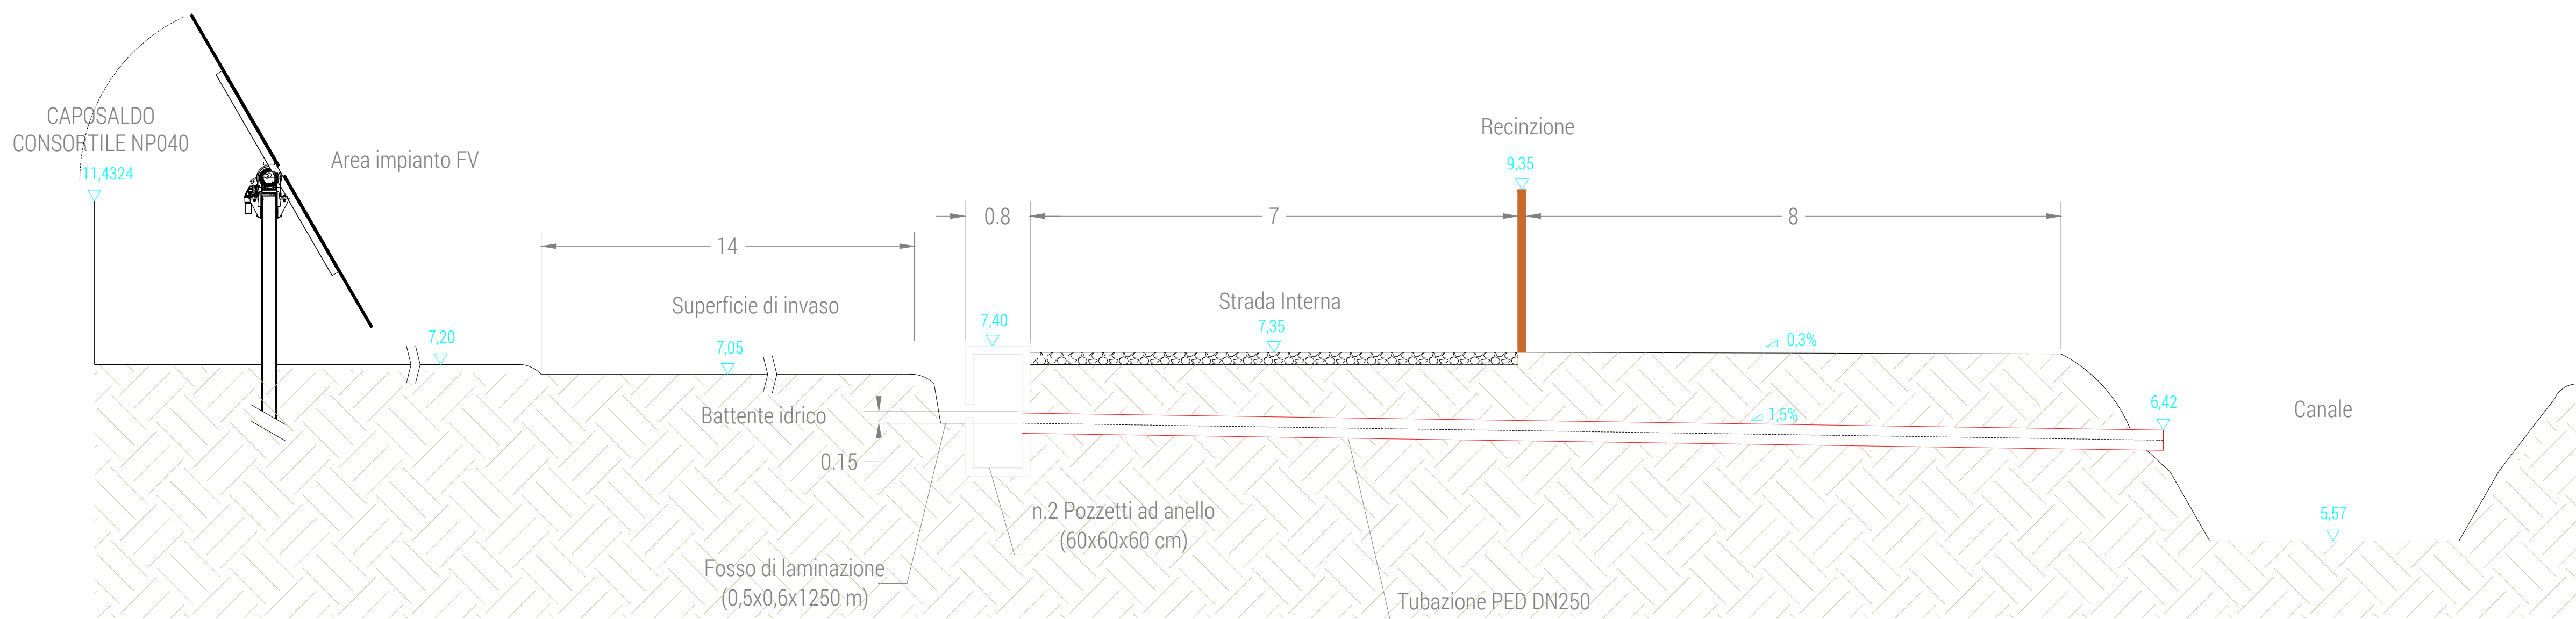 CAPOSALDO
CONSORTILE NP040
11,4324
Area impianto FV
7,20
14
Superficie di invaso
7,05
Battente idrico
0.15
Fosso di laminazione
(0,5x0,6x1250 m)
0.8
7,40
n.2 Pozzetti ad anello
(60x60x60 cm)
7
Strada Interna
7,35
Recinzione
9,35
8
0,3%
1,5%
Tubazione PED DN250
6,42
Canale
5,57